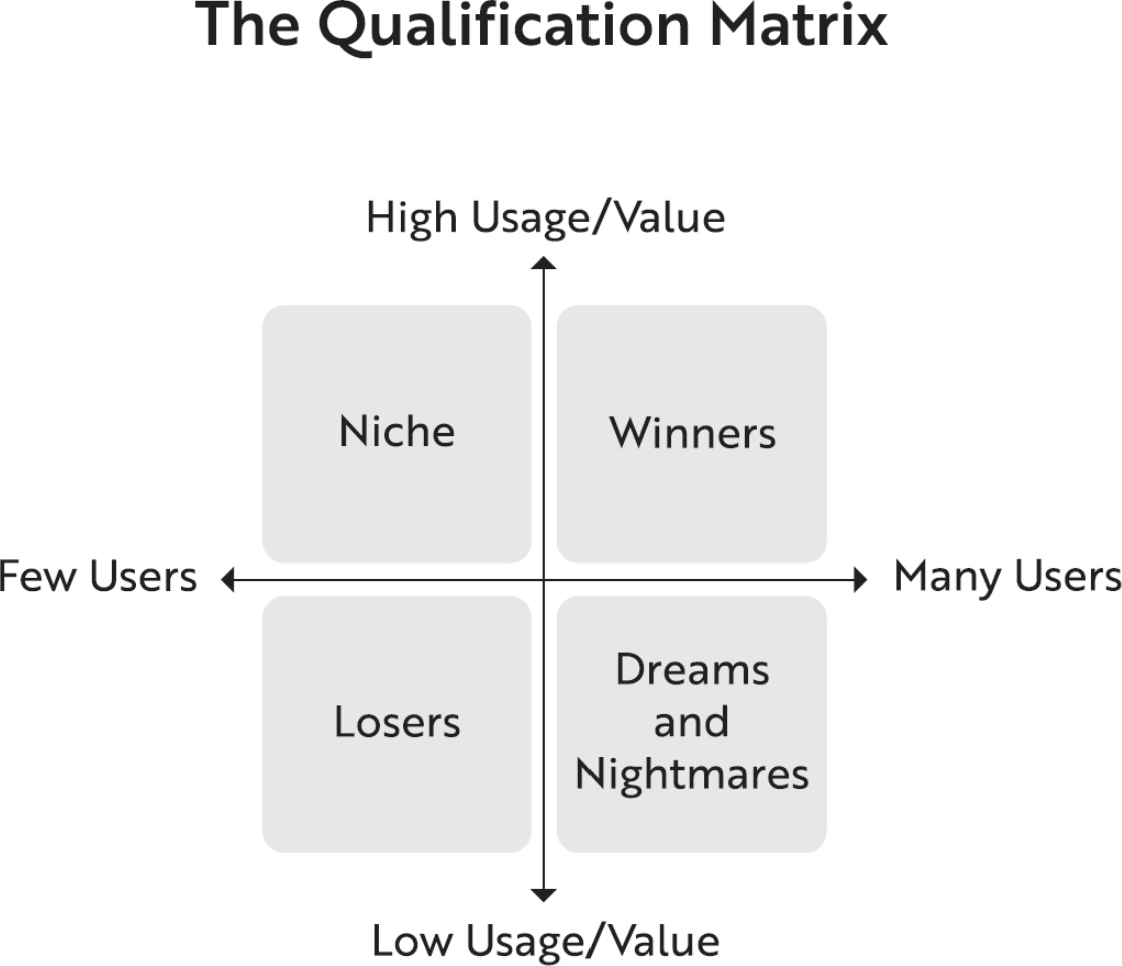 The Qualification Matrix
High Usage/Value
Niche
Winners
Few Users
Many Users
Losers
Dreams
and
Nightmares
Low Usage/Value